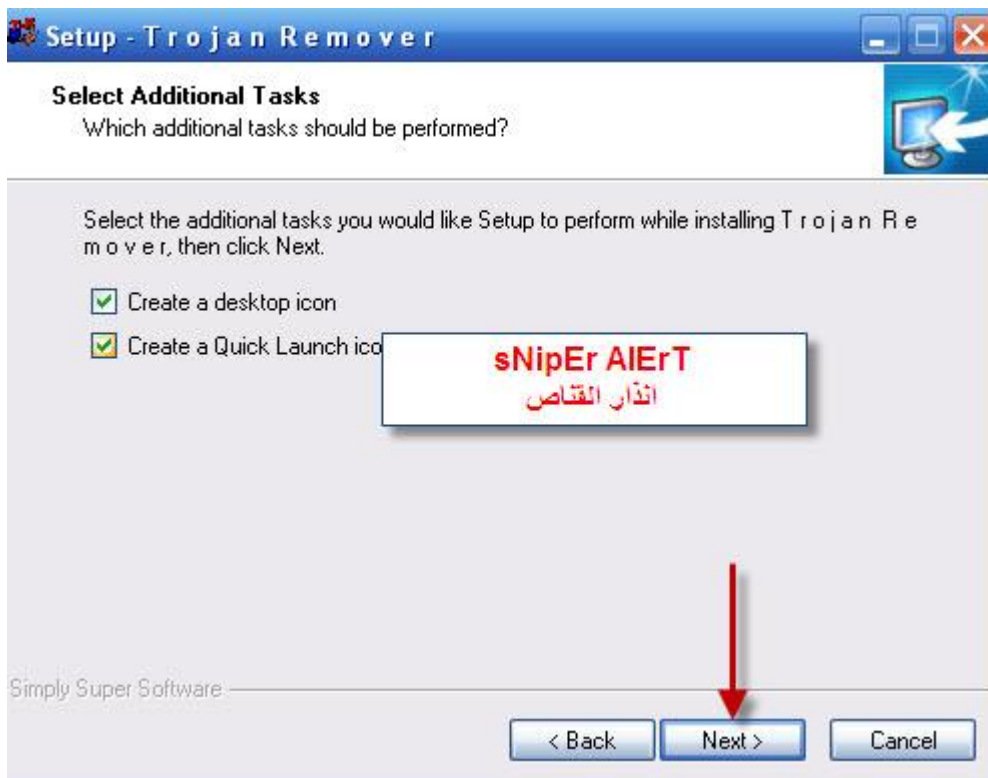 Setup - T r o j a n  R e m o v e r
Select Additional Tasks
Which additional tasks should be performed?
Select the additional tasks you would like Setup to perform while installing T r o j a n  R e
m o v e r, then click Next.
Create a desktop icon
Create a Quick Launch ico
sNipEr AlErT
انذار القناص
Simply Super Software
< Back
Next >
Cancel